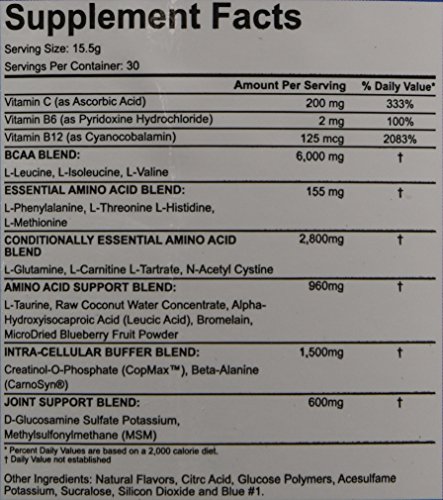 Supplement Facts
Serving Size: 15.5g
Servings Per Container: 30
Amount Per Serving % Daily Value*
Vitamin C (as Ascorbic Acid) 200 mg 333%
Vitamin B6 (as Pyridoxine Hydrochloride) 2 mg 100%
Vitamin B12 (as Cyanocobalamin) 125 mcg 2083%
BCAA BLEND: 6,000 mg †
L-Leucine, L-Isoleucine, L-Valine
ESSENTIAL AMINO ACID BLEND: 155 mg †
L-Phenylalanine, L-Threonine L-Histidine,
L-Methionine
CONDITIONALLY ESSENTIAL AMINO ACID 2,800mg †
BLEND
L-Glutamine, L-Carnitine L-Tartrate, N-Acetyl Cystine
AMINO ACID SUPPORT BLEND: 960mg †
L-Taurine, Raw Coconut Water Concentrate, Alpha-
Hydroxyisocaproic Acid (Leucic Acid), Bromelain,
MicroDried Blueberry Fruit Powder
INTRA-CELLULAR BUFFER BLEND: 1,500mg †
Creatinol-O-Phosphate (CopMax™), Beta-Alanine
(CarnoSyn®)
JOINT SUPPORT BLEND: 600mg †
D-Glucosamine Sulfate Potassium,
Methylsulfonylmethane (MSM)
* Percent Daily Values are based on a 2,000 calorie diet.
† Daily Value not established
Other Ingredients: Natural Flavors, Citrc Acid, Glucose Polymers, Acesulfame
Potassium, Sucralose, Silicon Dioxide and Blue #1.